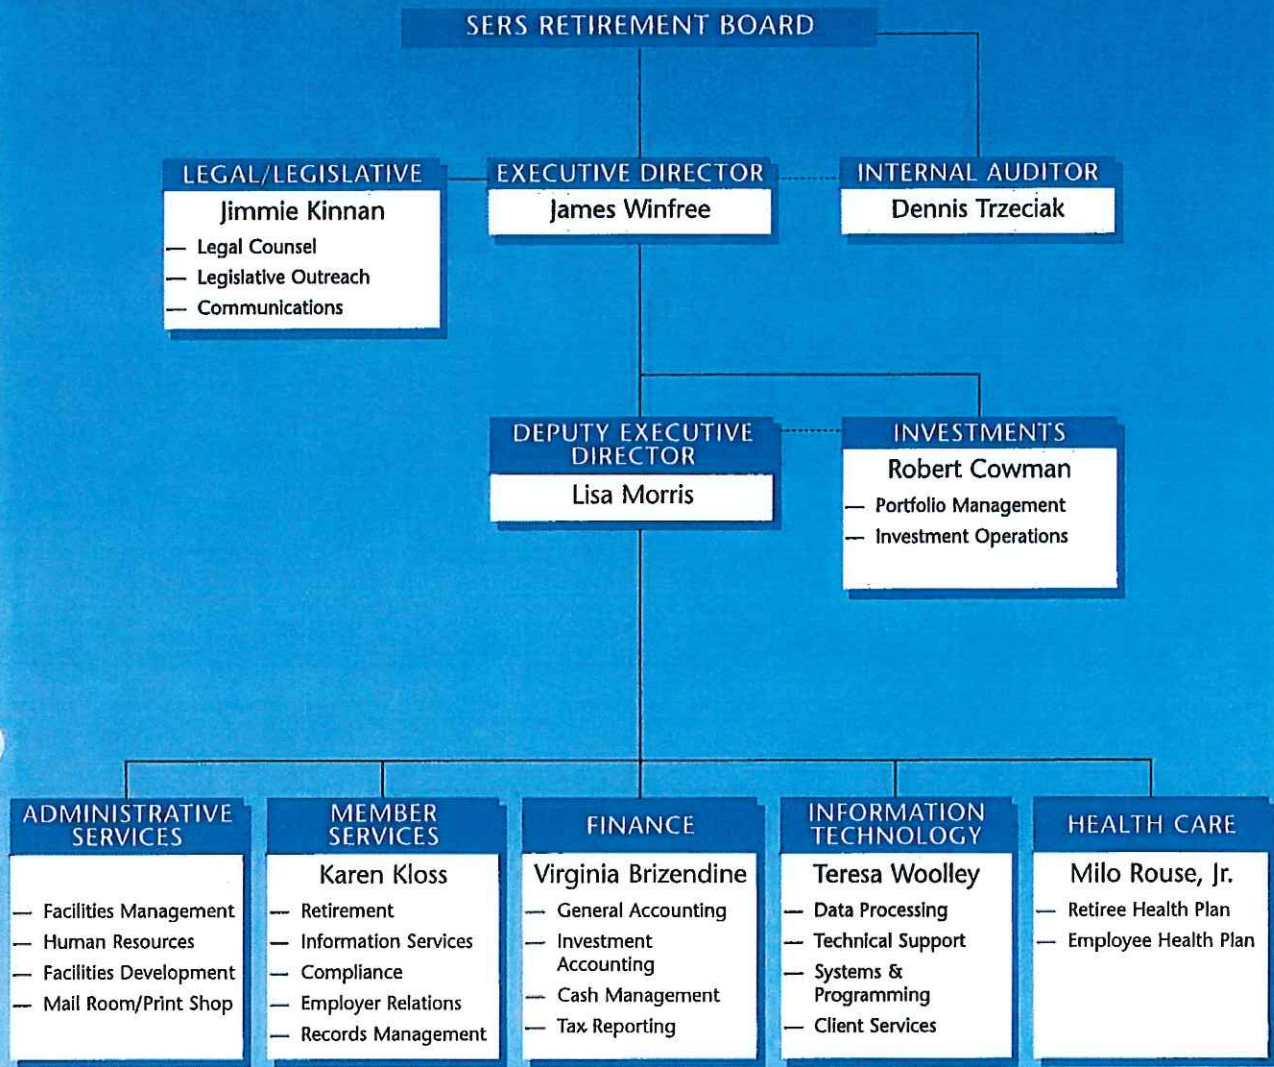 SERS RETIREMENT BOARD
LEGAL/LEGISLATIVE
Jimmie Kinnan
— Legal Counsel
— Legislative Outreach
— Communications
EXECUTIVE DIRECTOR
James Winfree
INTERNAL AUDITOR
Dennis Trzeciak
DEPUTY EXECUTIVE
DIRECTOR
Lisa Morris
INVESTMENTS
Robert Cowman
— Portfolio Management
— Investment Operations
ADMINISTRATIVE
SERVICES
— Facilities Management
— Human Resources
— Facilities Development
— Mail Room/Print Shop
MEMBER
SERVICES
Karen Kloss
— Retirement
— Information Services
— Compliance
— Employer Relations
— Records Management
FINANCE
Virginia Brizendine
— General Accounting
— Investment
Accounting
— Cash Management
— Tax Reporting
INFORMATION
TECHNOLOGY
Teresa Woolley
— Data Processing
— Technical Support
— Systems &
Programming
— Client Services
HEALTH CARE
Milo Rouse, Jr.
— Retiree Health Plan
— Employee Health Plan